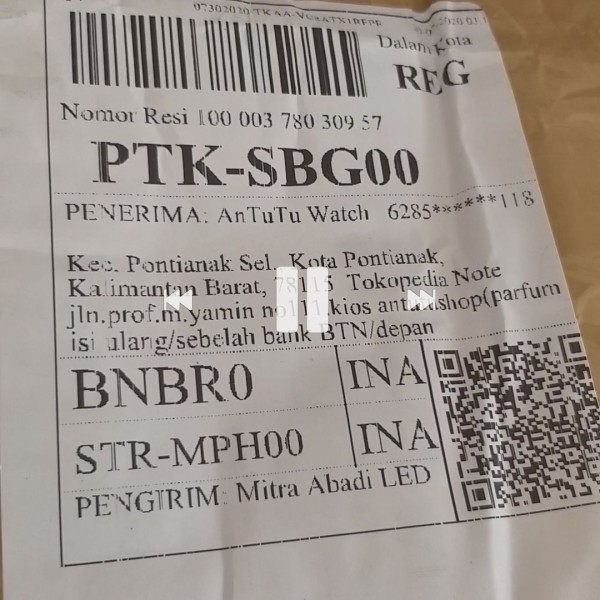 Dalam Kota
REG
Nomor Resi 100 003 780 309 57
PTK-SBG00
PENERIMA: AnTuTu Watch 6285******118
Kec. Pontianak Sel, Kota Pontianak,
Kalimantan Barat, 78115 Tokopedia Note
jln.prof.m.yamin no111,kios antutushop(parfum
isi ulang/sebelah bank BTN/depan
BNBR0 INA
STR-MPH00 INA
PENGIRIM: Mitra Abadi LED